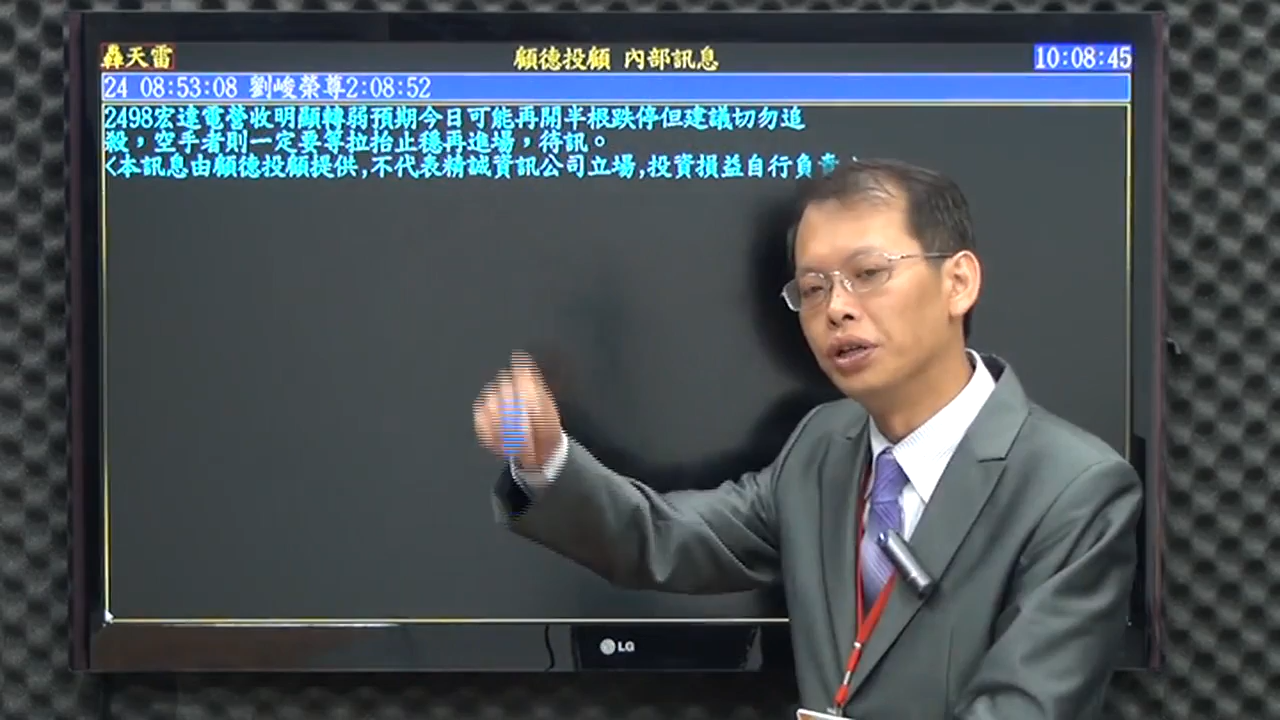 轟天雷 顧德投顧 內部訊息 10:08:45
24 08:53:08 劉峻榮尊2:08:52
2498宏達電營收明顯轉弱預期今日可能再開半根跌停但建議切勿追
殺，空手者則一定要等拉抬止穩再進場，待訊。
<本訊息由顧德投顧提供,不代表精誠資訊公司立場,投資損益自行負責
LG